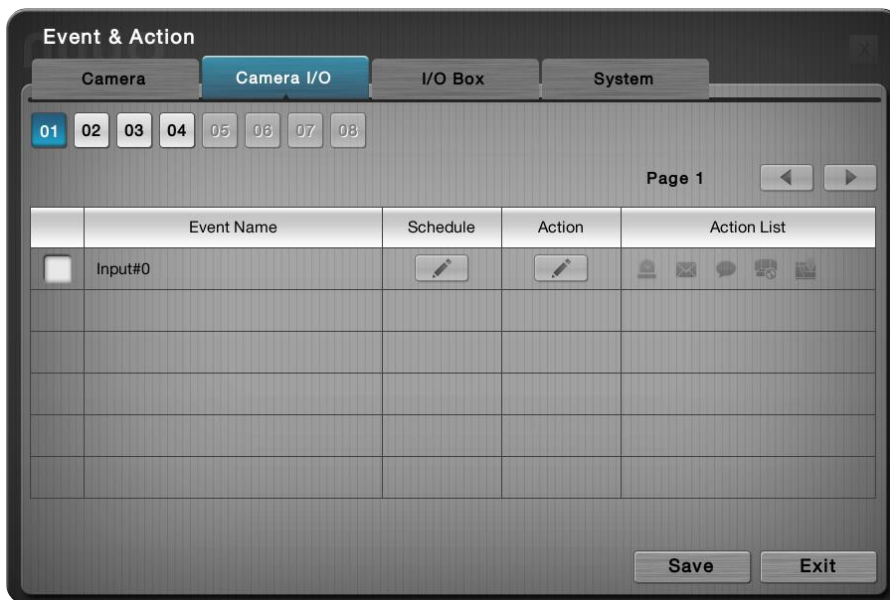 Event & Action
Camera Camera I/O I/O Box System
01 02 03 04 05 06 07 08
Page 1
Event Name Schedule Action Action List
Input#0
Save Exit